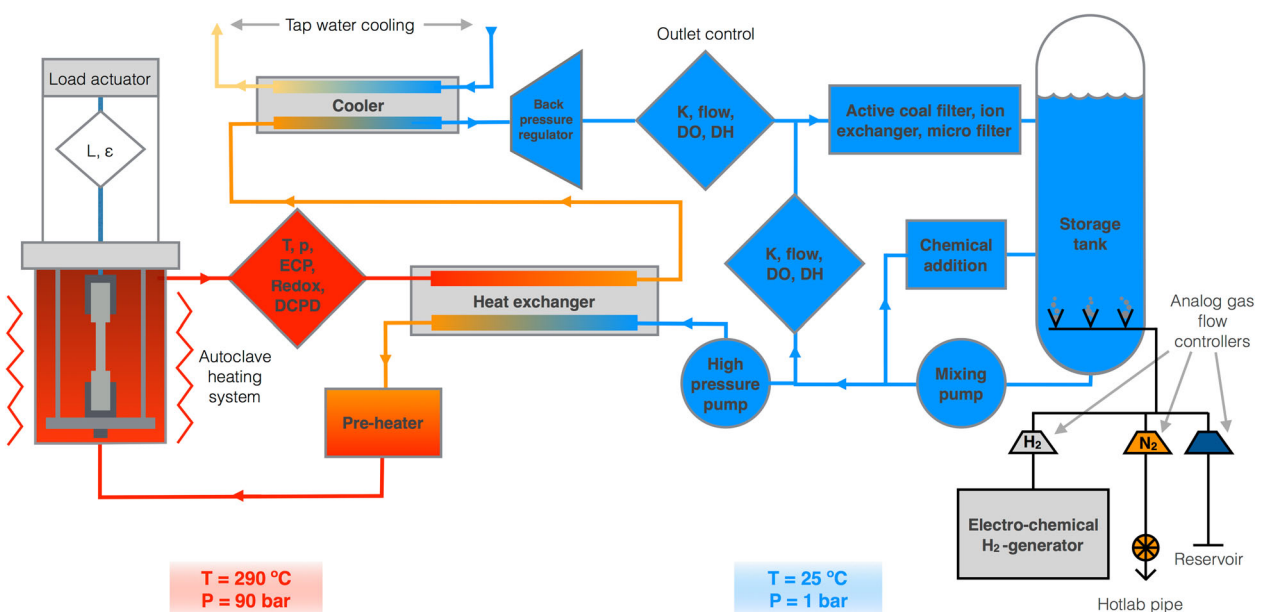 Tap water cooling
Outlet control
Load actuator
Cooler
Back
pressure
regulator
K, flow,
DO, DH
Active coal filter, ion
exchanger, micro filter
L, ε
T, p,
ECP,
Redox,
DCPD
Heat exchanger
K, flow,
DO, DH
Chemical
addition
Storage
tank
Analog gas
flow
controllers
Autoclave
heating
system
High
pressure
pump
Mixing
pump
Pre-heater
H₂
N₂
Electro-chemical
H₂-generator
Reservoir
Hotlab pipe
T = 290 ºC
P = 90 bar
T = 25 ºC
P = 1 bar